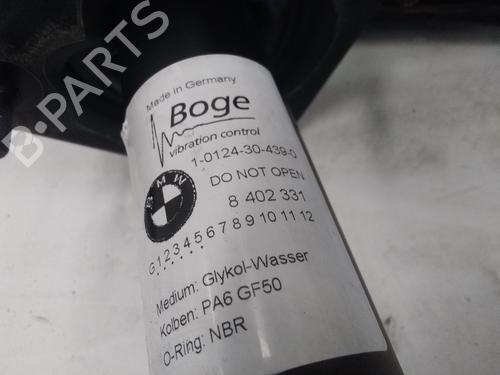 B-PARTS
Made in Germany
Boge
vibration control
1-0124-30-439-0
DO NOT OPEN
BMW
8 402 331
G 1 2 3 4 5 6 7 8 9 10 11 12
Medium: Glykol-Wasser
Kolben: PA6 GF50
O-Ring: NBR